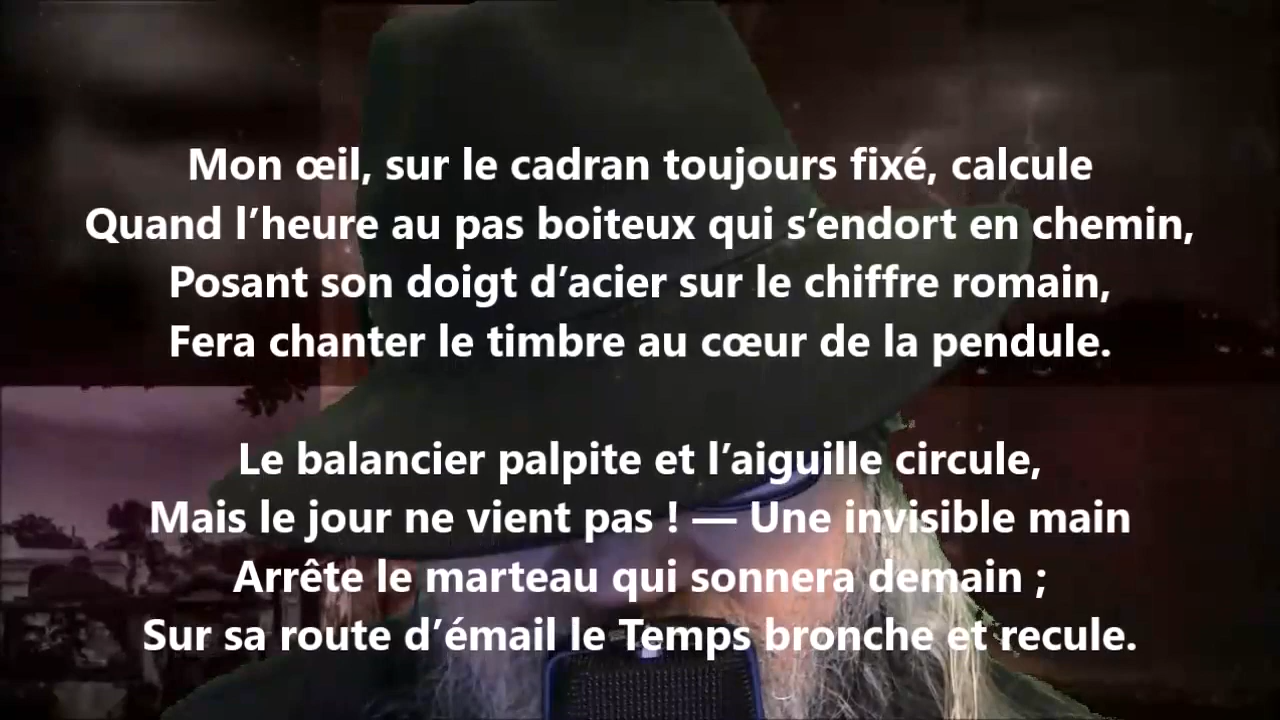 Mon œil, sur le cadran toujours fixé, calcule
Quand l’heure au pas boiteux qui s’endort en chemin,
Posant son doigt d’acier sur le chiffre romain,
Fera chanter le timbre au cœur de la pendule.
Le balancier palpite et l’aiguille circule,
Mais le jour ne vient pas ! — Une invisible main
Arrête le marteau qui sonnera demain ;
Sur sa route d’émail le Temps bronche et recule.